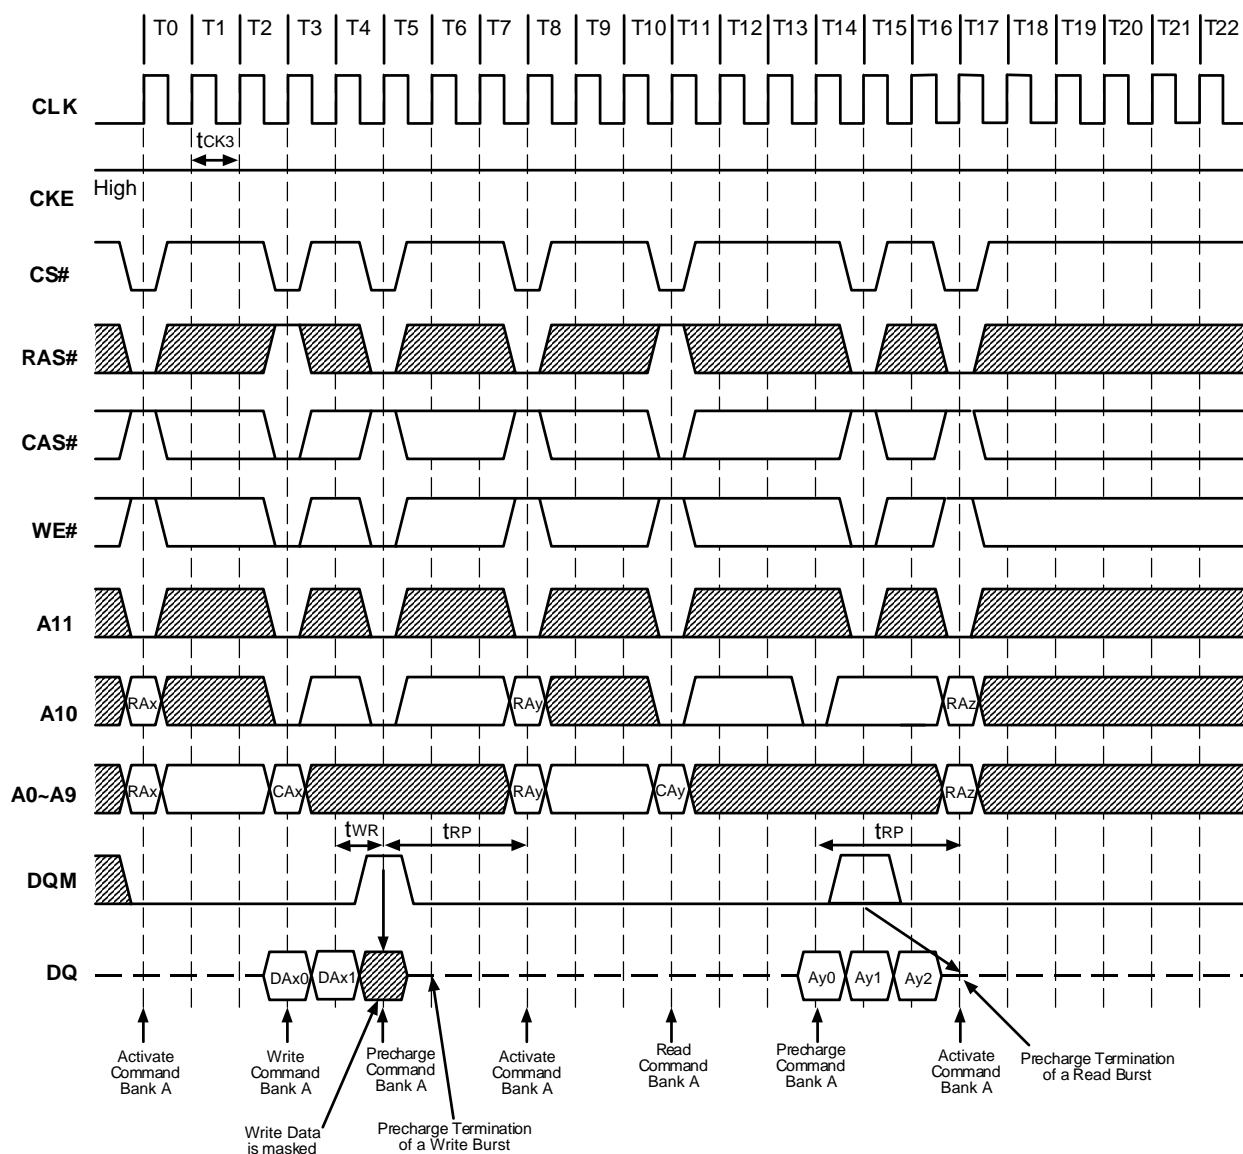 T0 T1 T2 T3 T4 T5 T6 T7 T8 T9 T10 T11 T12 T13 T14 T15 T16 T17 T18 T19 T20 T21 T22
CLK
tCK3
High
CKE
CS#
RAS#
CAS#
WE#
A11
RAx RAy RAz
A10
RAx CAx RAy CAy RAz
A0~A9
tWR tRP tRP
DQM
DQ
DAx0 DAx1 Ay0 Ay1 Ay2
Activate
Command
Bank A
Write
Command
Bank A
Precharge
Command
Bank A
Activate
Command
Bank A
Read
Command
Bank A
Precharge
Command
Bank A
Activate
Command
Bank A
Precharge Termination
of a Read Burst
Write Data
is masked
Precharge Termination
of a Write Burst